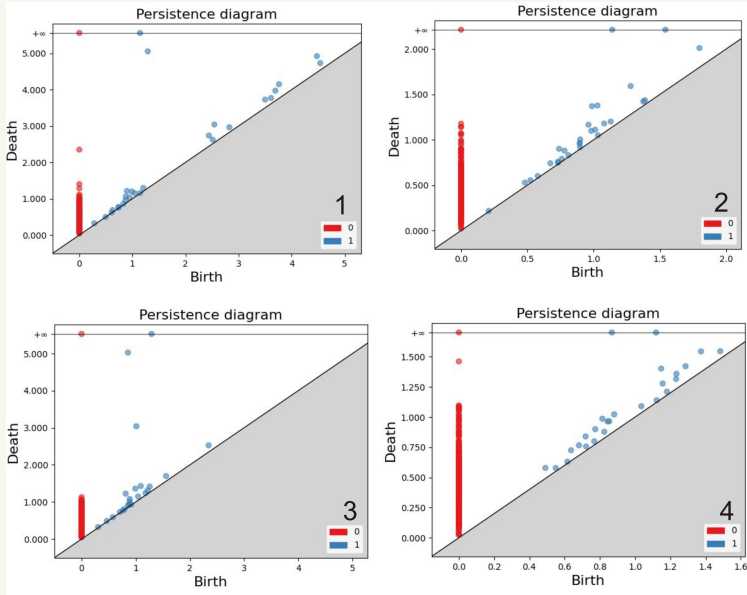 Persistence diagram
+∞
5.000
4.000
3.000
2.000
1.000
0.000
Death
0 1 2 3 4 5
Birth
1
0
1
Persistence diagram
+∞
2.000
1.500
1.000
0.500
0.000
Death
0.0 0.5 1.0 1.5 2.0
Birth
2
0
1
Persistence diagram
+∞
5.000
4.000
3.000
2.000
1.000
0.000
Death
0 1 2 3 4 5
Birth
3
0
1
Persistence diagram
+∞
1.500
1.250
1.000
0.750
0.500
0.250
0.000
Death
0.0 0.2 0.4 0.6 0.8 1.0 1.2 1.4 1.6
Birth
4
0
1